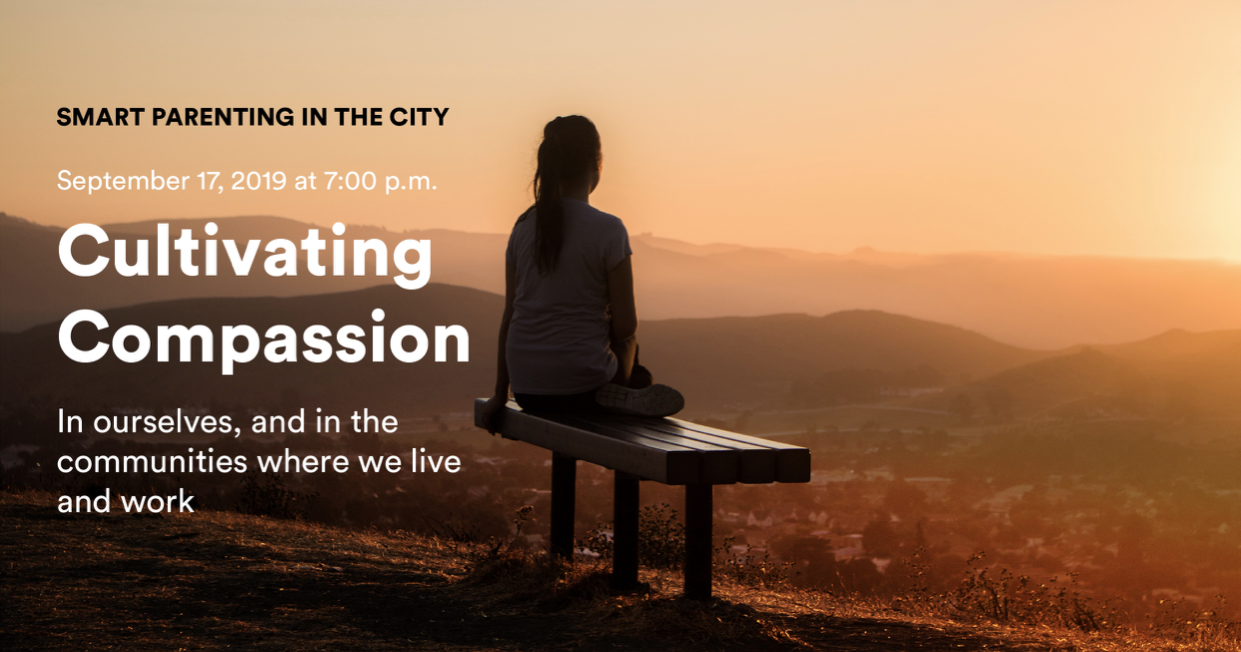 SMART PARENTING IN THE CITY
September 17, 2019 at 7:00 p.m.
Cultivating
Compassion
In ourselves, and in the
communities where we live
and work